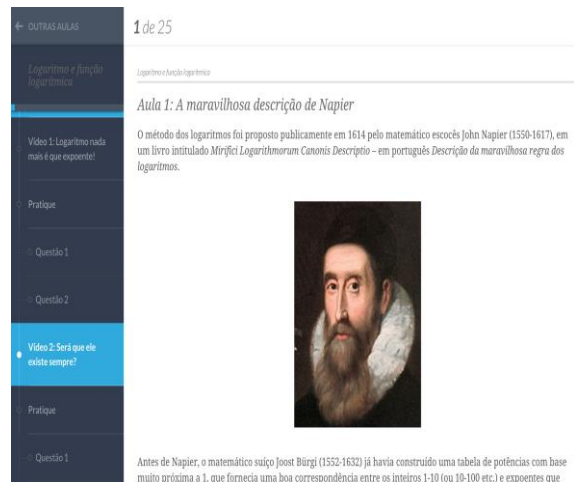 ← OUTRAS AULAS
Logaritmo e função
logarítmica
Vídeo 1: Logaritmo nada
mais é que expoente!
Pratique
Questão 1
Questão 2
Vídeo 2: Será que ele
existe sempre?
Pratique
Questão 1
1 de 25
Logaritmo e função logarítmica
Aula 1: A maravilhosa descrição de Napier
O método dos logaritmos foi proposto publicamente em 1614 pelo matemático escocês John Napier (1550-1617), em
um livro intitulado Mirifici Logarithmorum Canonis Descriptio – em português Descrição da maravilhosa regra dos
logaritmos.
Antes de Napier, o matemático suíço Joost Bürgi (1552-1632) já havia construído uma tabela de potências com base
muito próxima a 1, que fornecia uma boa correspondência entre os inteiros 1-10 (ou 10-100 etc.) e expoentes que